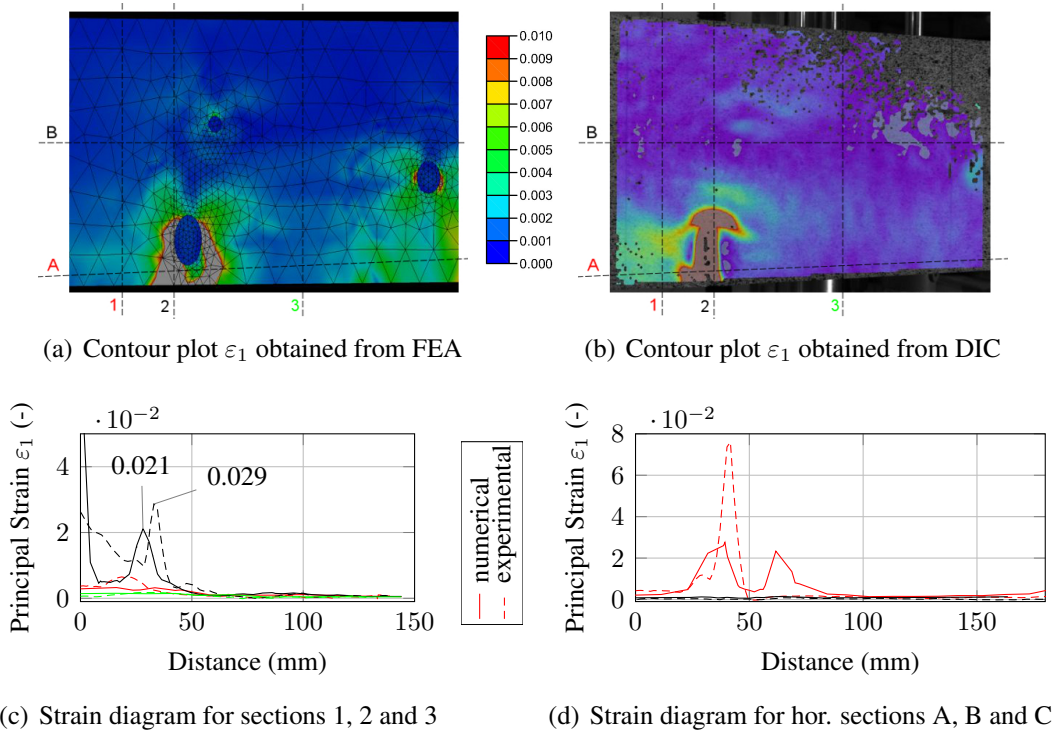 B
A
1
2
3
0.010
0.009
0.008
0.007
0.006
0.005
0.004
0.003
0.002
0.001
0.000
B
A
1
2
3
(a) Contour plot ε1 obtained from FEA
(b) Contour plot ε1 obtained from DIC
·10−2
Principal Strain ε1 (-)
4
2
0
0.021
0.029
0
50
100
150
Distance (mm)
numerical
experimental
·10−2
Principal Strain ε1 (-)
8
6
4
2
0
0
50
100
150
Distance (mm)
(c) Strain diagram for sections 1, 2 and 3
(d) Strain diagram for hor. sections A, B and C